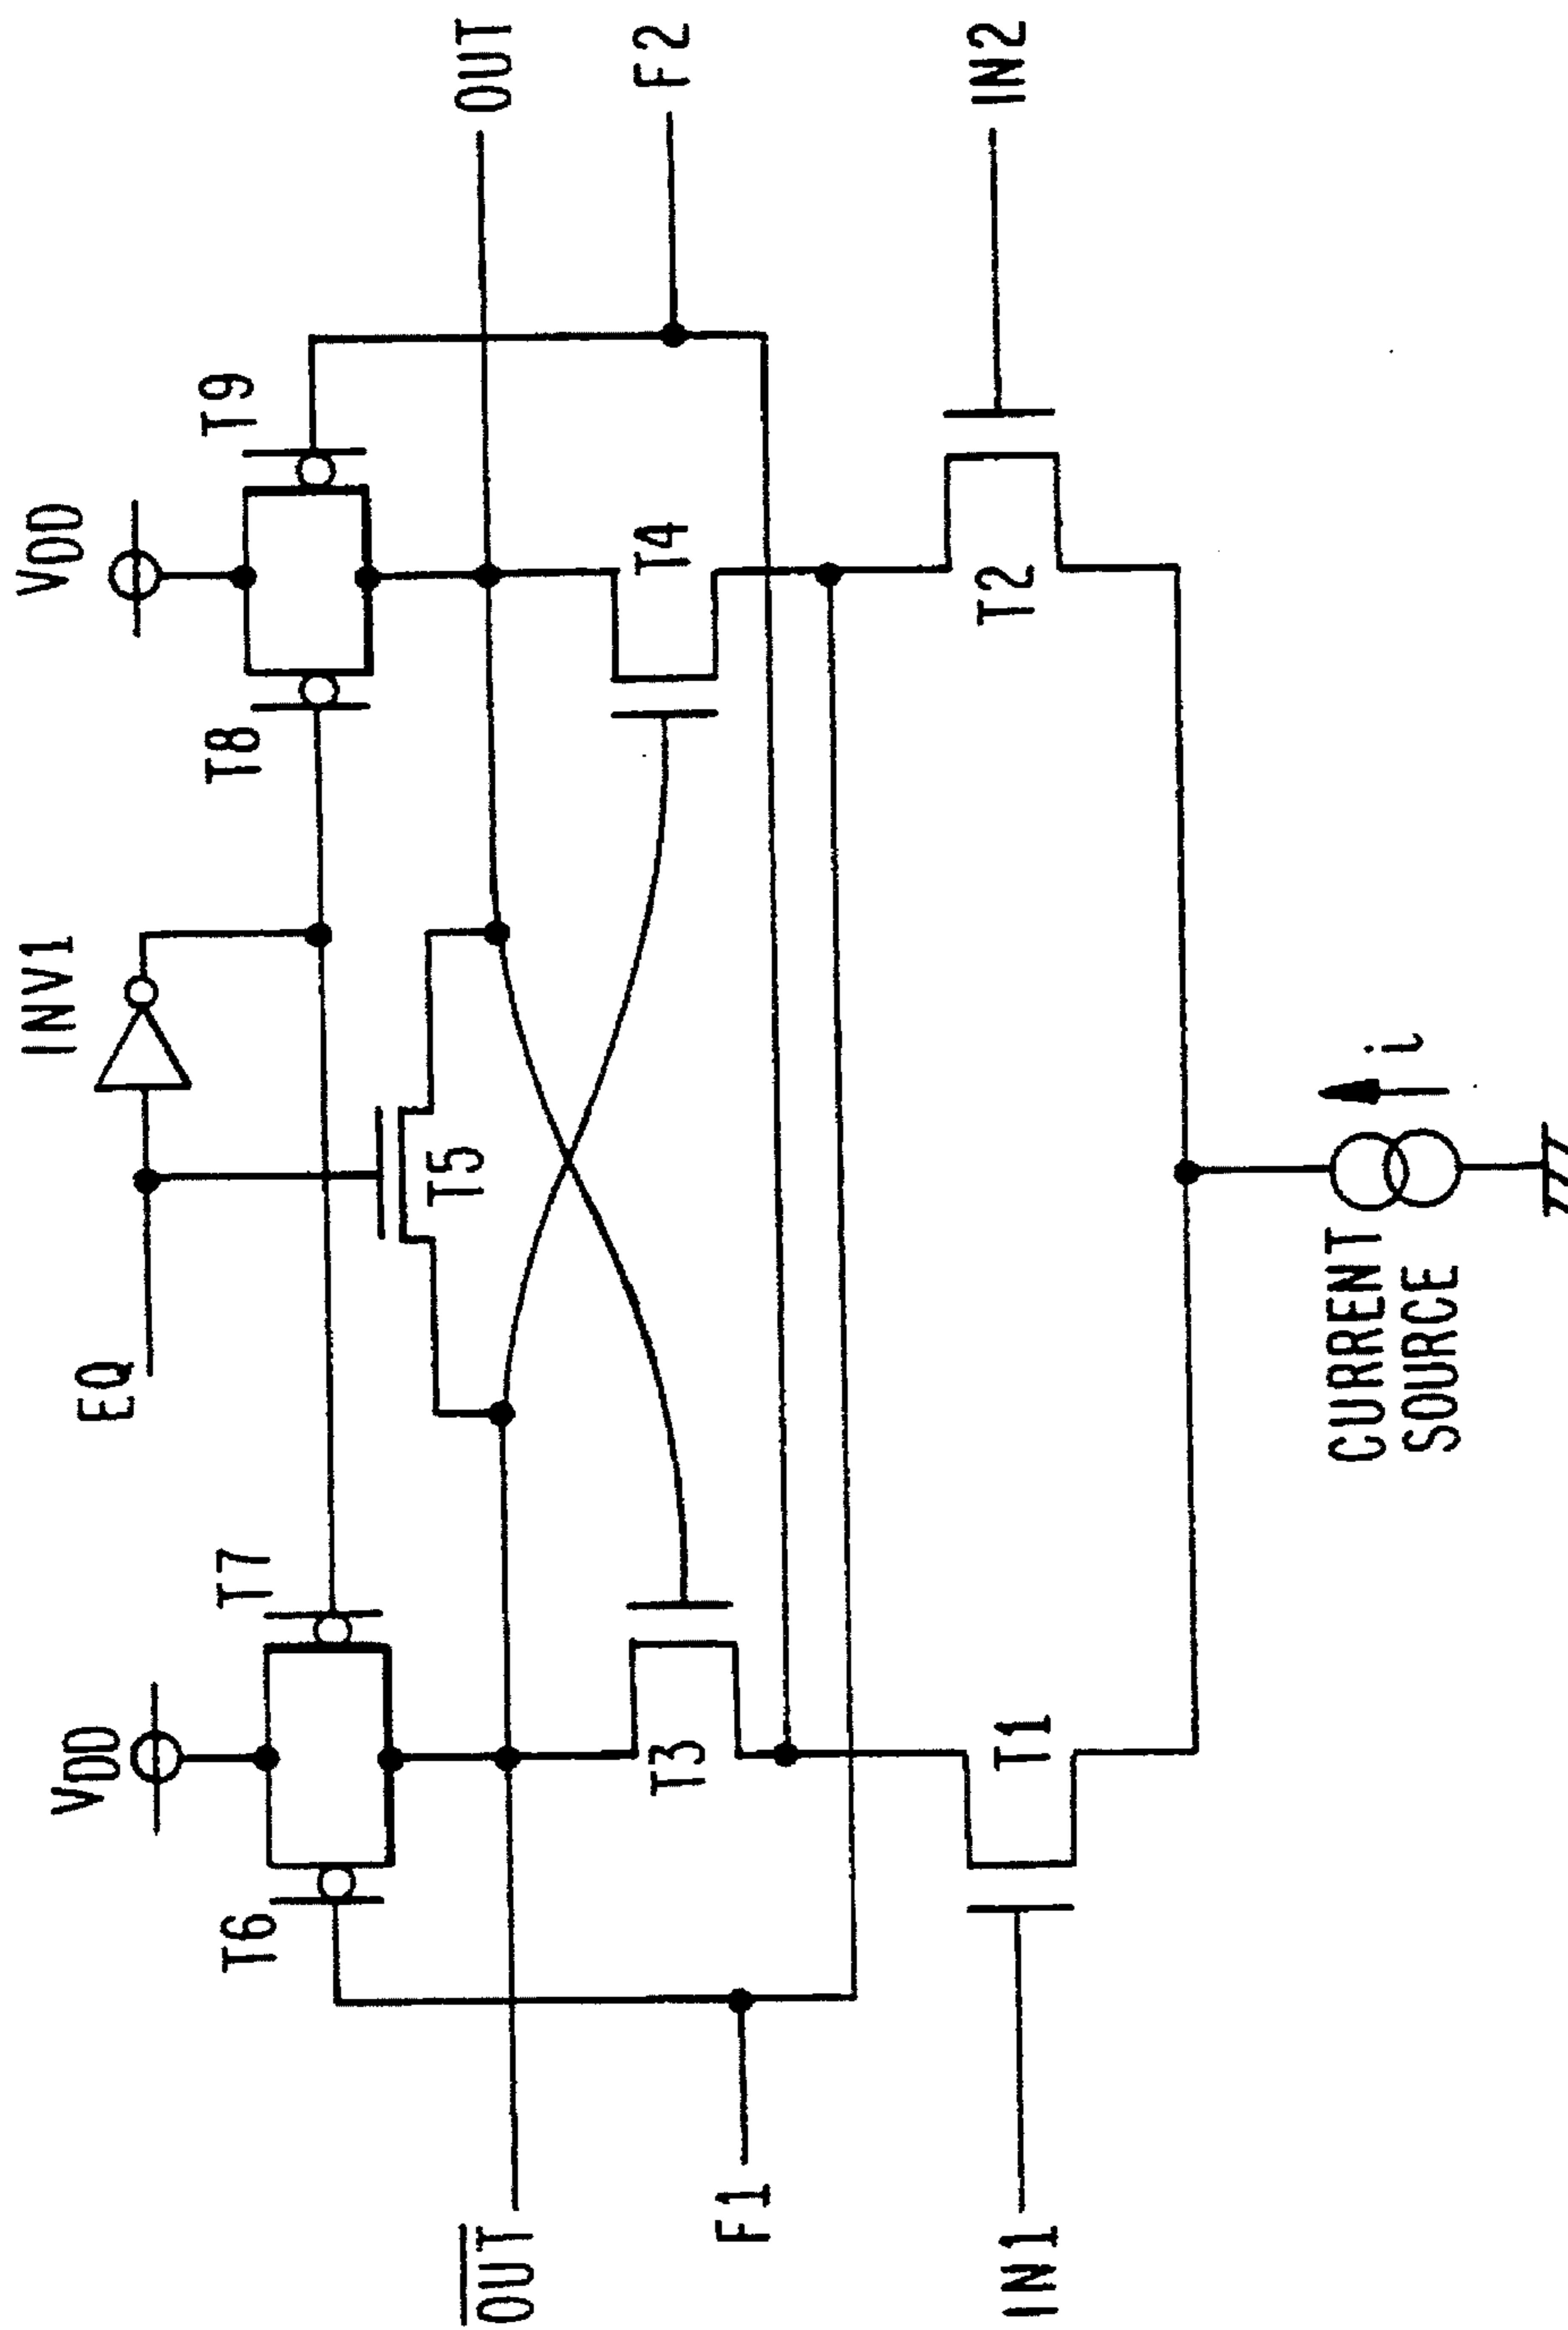 VDD
VDD
INV1
EQ
T6
T7
T8
T9
OUT
OUT
T5
T3
T4
F1
F2
IN1
IN2
T1
T2
CURRENT
SOURCE
i